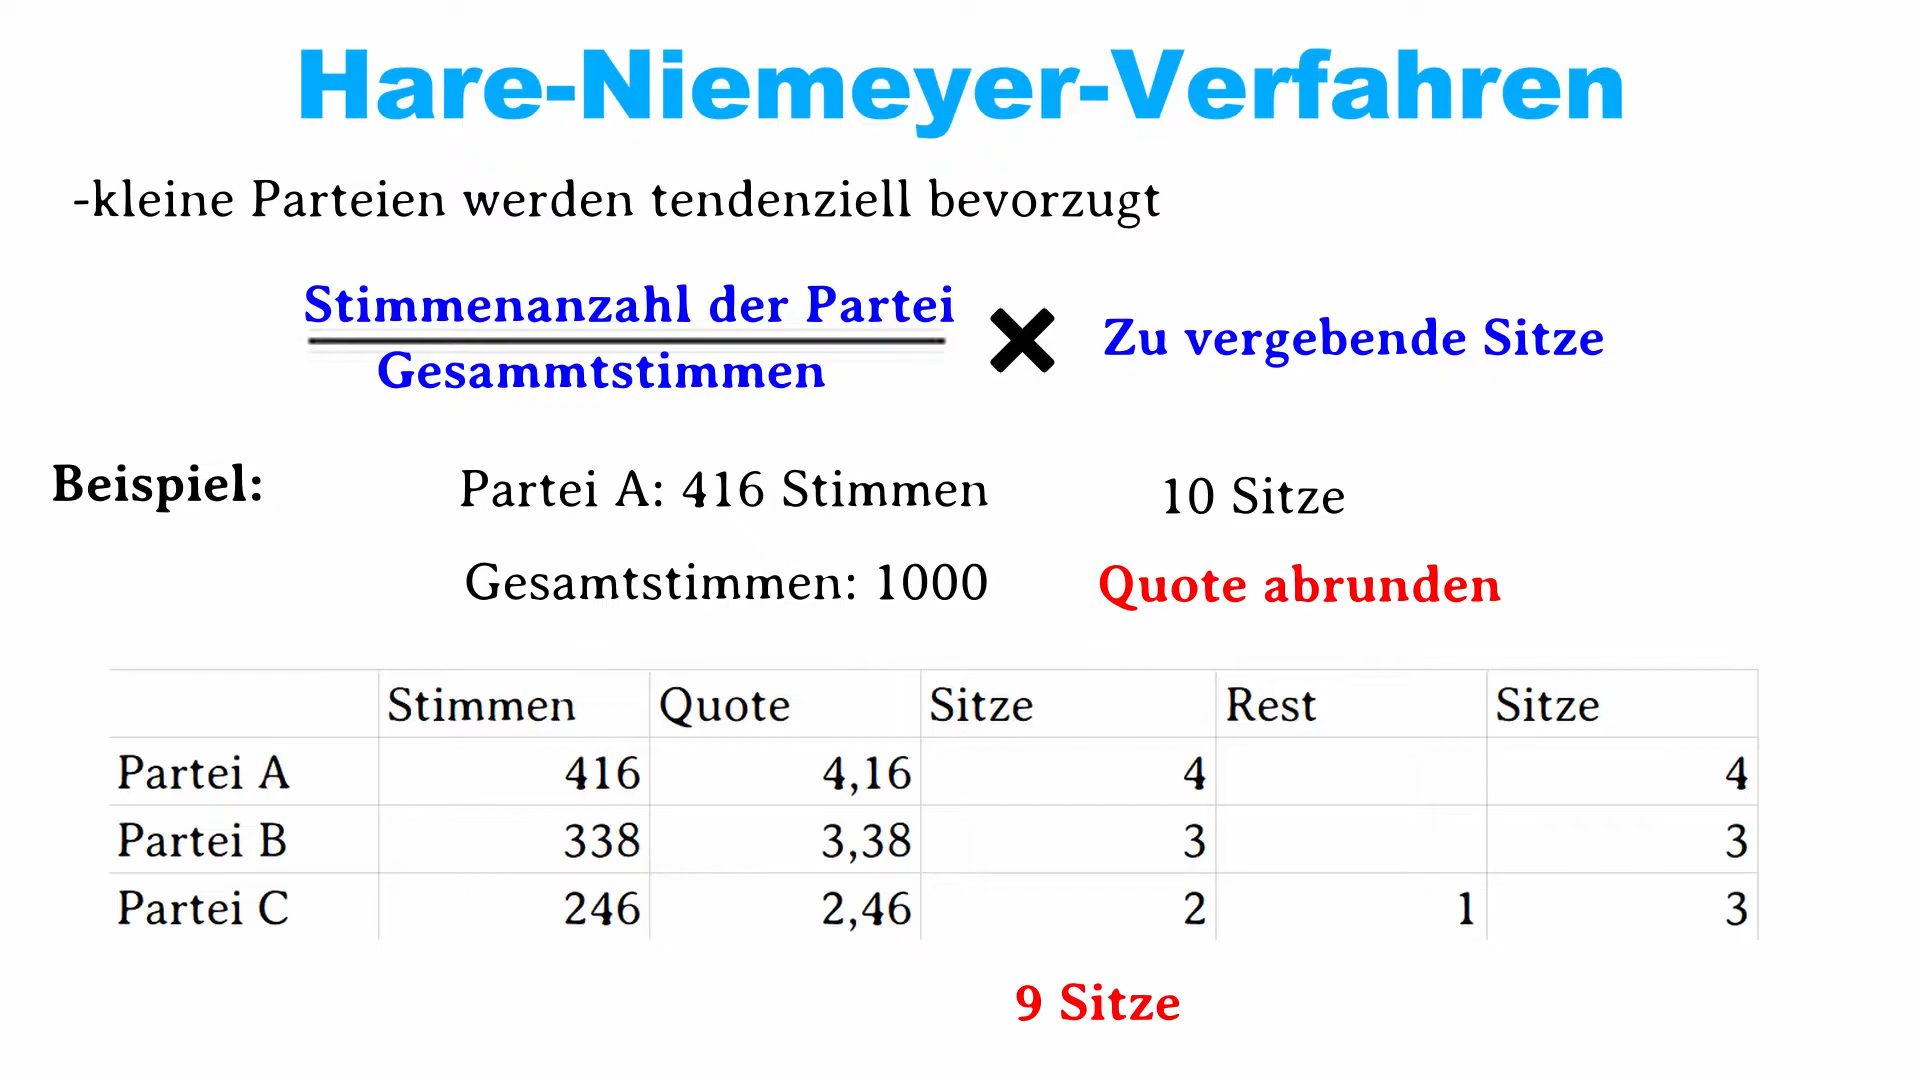 Hare-Niemeyer-Verfahren
-kleine Parteien werden tendenziell bevorzugt
Stimmenanzahl der Partei
Gesammtstimmen
Zu vergebende Sitze
Beispiel:
Partei A: 416 Stimmen
10 Sitze
Gesamtstimmen: 1000
Quote abrunden
Stimmen Quote Sitze Rest Sitze
Partei A 416 4,16 4 4
Partei B 338 3,38 3 3
Partei C 246 2,46 2 1 3
9 Sitze